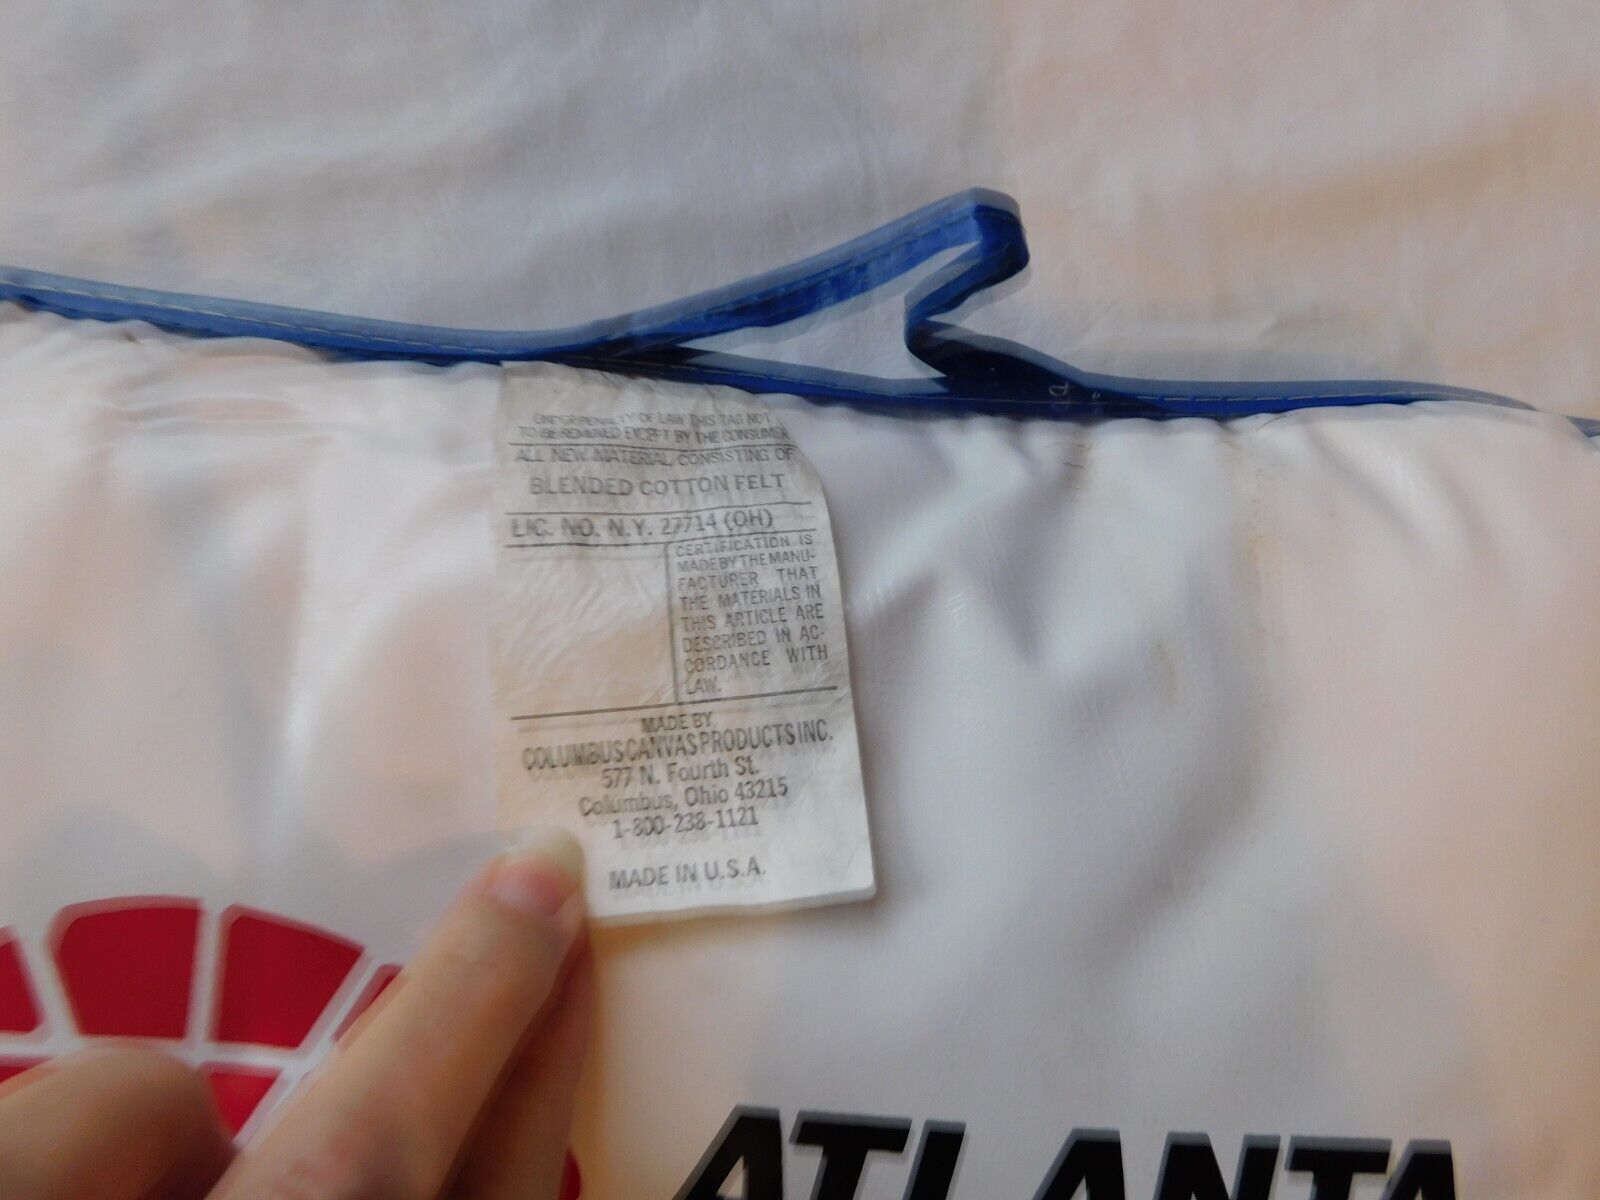 UNDER PENALTY OF LAW THIS TAG NOT
TO BE REMOVED EXCEPT BY THE CONSUMER
ALL NEW MATERIAL CONSISTING OF
BLENDED COTTON FELT
LIC. NO. N.Y. 27714 (OH)
CERTIFICATION IS
MADE BY THE MANU-
FACTURER THAT
THE MATERIALS IN
THIS ARTICLE ARE
DESCRIBED IN AC-
CORDANCE WITH
LAW.
MADE BY
COLUMBUS CANVAS PRODUCTS INC.
577 N. Fourth St.
Columbus, Ohio 43215
1-800-238-1121
MADE IN U.S.A.
ATLANTA